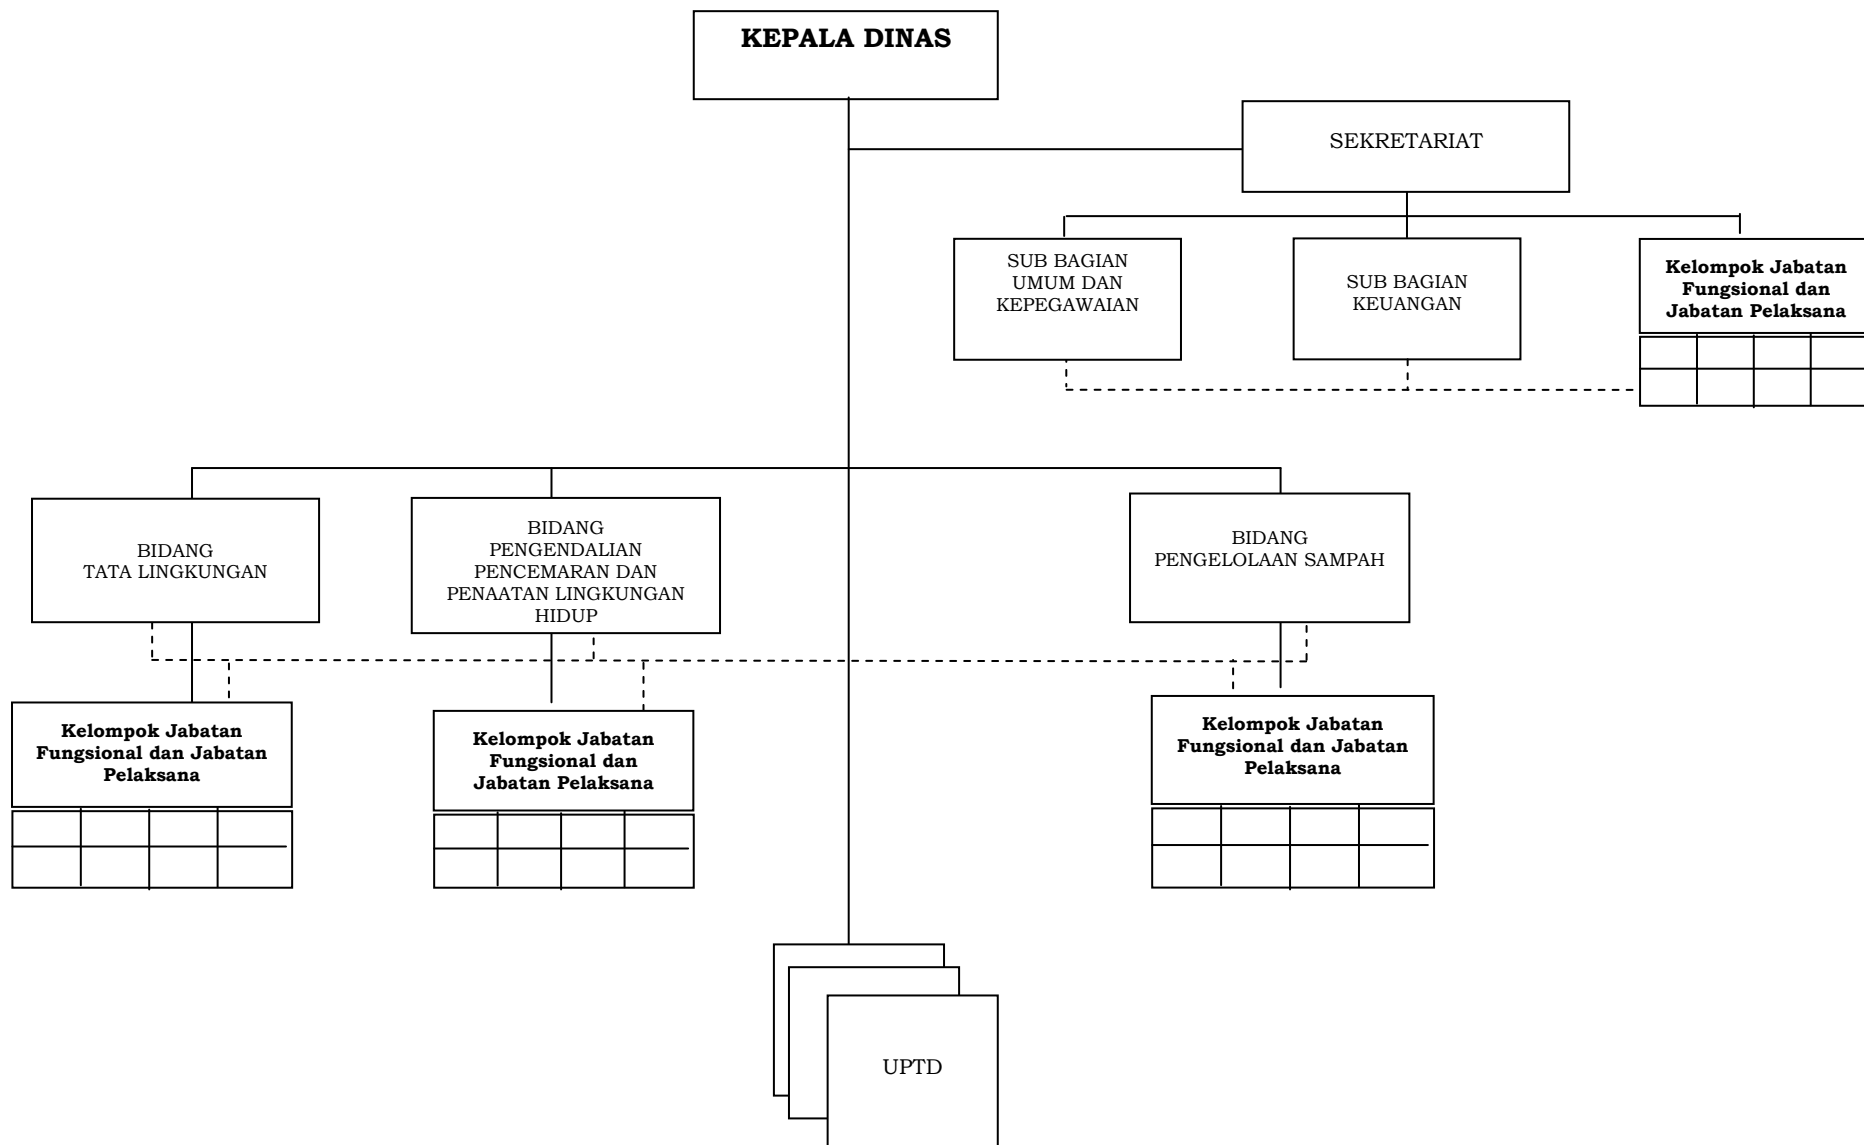 KEPALA DINAS
SEKRETARIAT
SUB BAGIAN
UMUM DAN
KEPEGAWAIAN
SUB BAGIAN
KEUANGAN
Kelompok Jabatan
Fungsional dan
Jabatan Pelaksana
BIDANG
TATA LINGKUNGAN
BIDANG
PENGENDALIAN
PENCEMARAN DAN
PENAATAN LINGKUNGAN
HIDUP
BIDANG
PENGELOLAAN SAMPAH
Kelompok Jabatan
Fungsional dan Jabatan
Pelaksana
Kelompok Jabatan
Fungsional dan
Jabatan Pelaksana
Kelompok Jabatan
Fungsional dan Jabatan
Pelaksana
UPTD